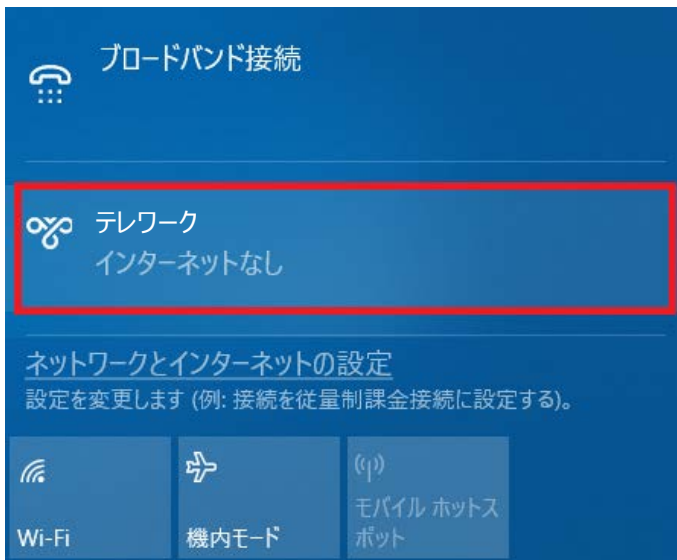 ブロードバンド接続
テレワーク
インターネットなし
ネットワークとインターネットの設定
設定を変更します (例: 接続を従量制課金接続に設定する)。
Wi-Fi
機内モード
モバイル ホットス
ポット